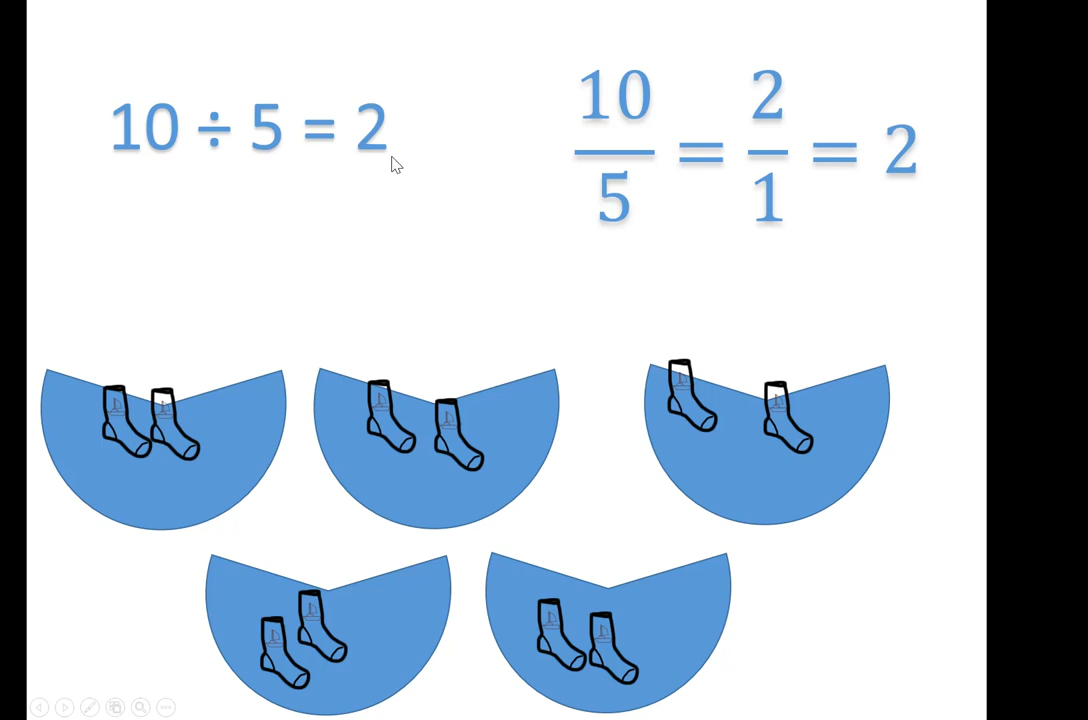 10 ÷ 5 = 2
10/5 = 2/1 = 2